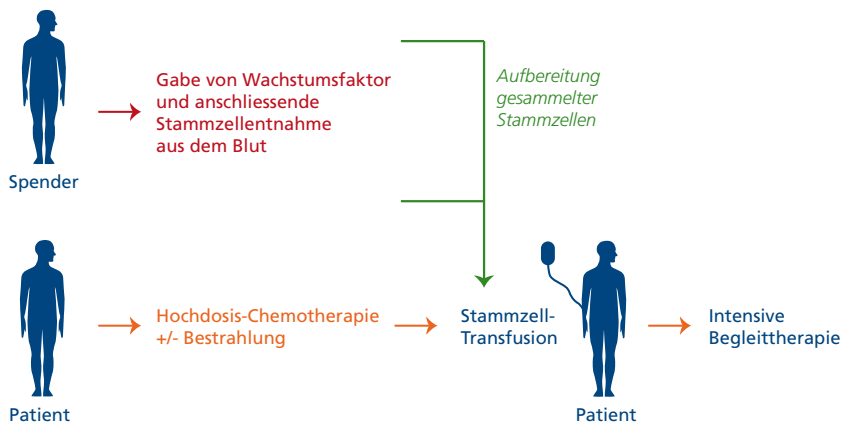 Gabe von Wachstumsfaktor
und anschliessende
Stammzellentnahme
aus dem Blut
Aufbereitung
gesammelter
Stammzellen
Spender
Hochdosis-Chemotherapie
+/- Bestrahlung
Stammzell-
Transfusion
Intensive
Begleittherapie
Patient
Patient